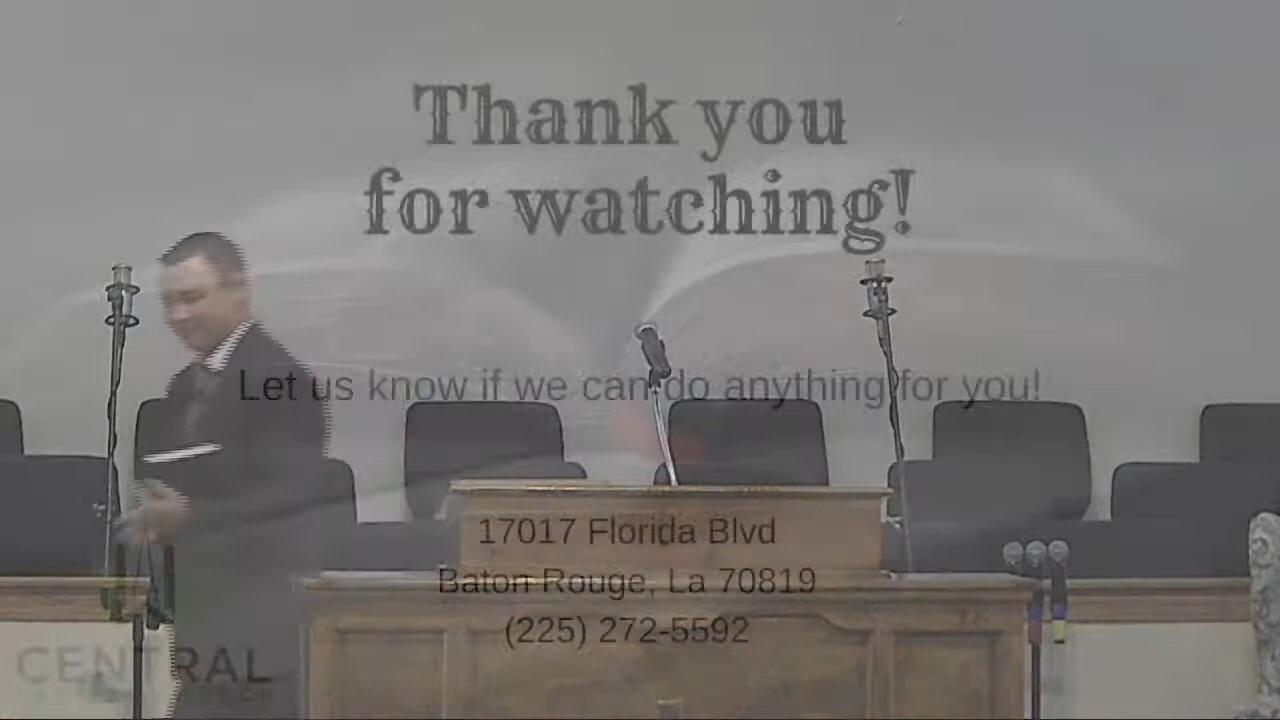 Thank you
for watching!
Let us know if we can do anything for you!
17017 Florida Blvd
Baton Rouge, La 70819
(225) 272-5592
CENTRAL